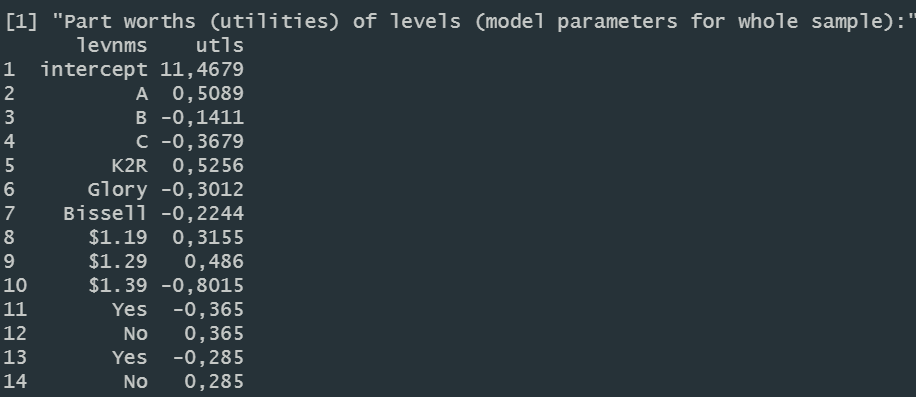 [1] "Part worths (utilities) of levels (model parameters for whole sample):"
levnms utls
1 intercept 11,4679
2 A 0,5089
3 B -0,1411
4 C -0,3679
5 K2R 0,5256
6 Glory -0,3012
7 Bissell -0,2244
8 $1.19 0,3155
9 $1.29 0,486
10 $1.39 -0,8015
11 Yes -0,365
12 No 0,365
13 Yes -0,285
14 No 0,285